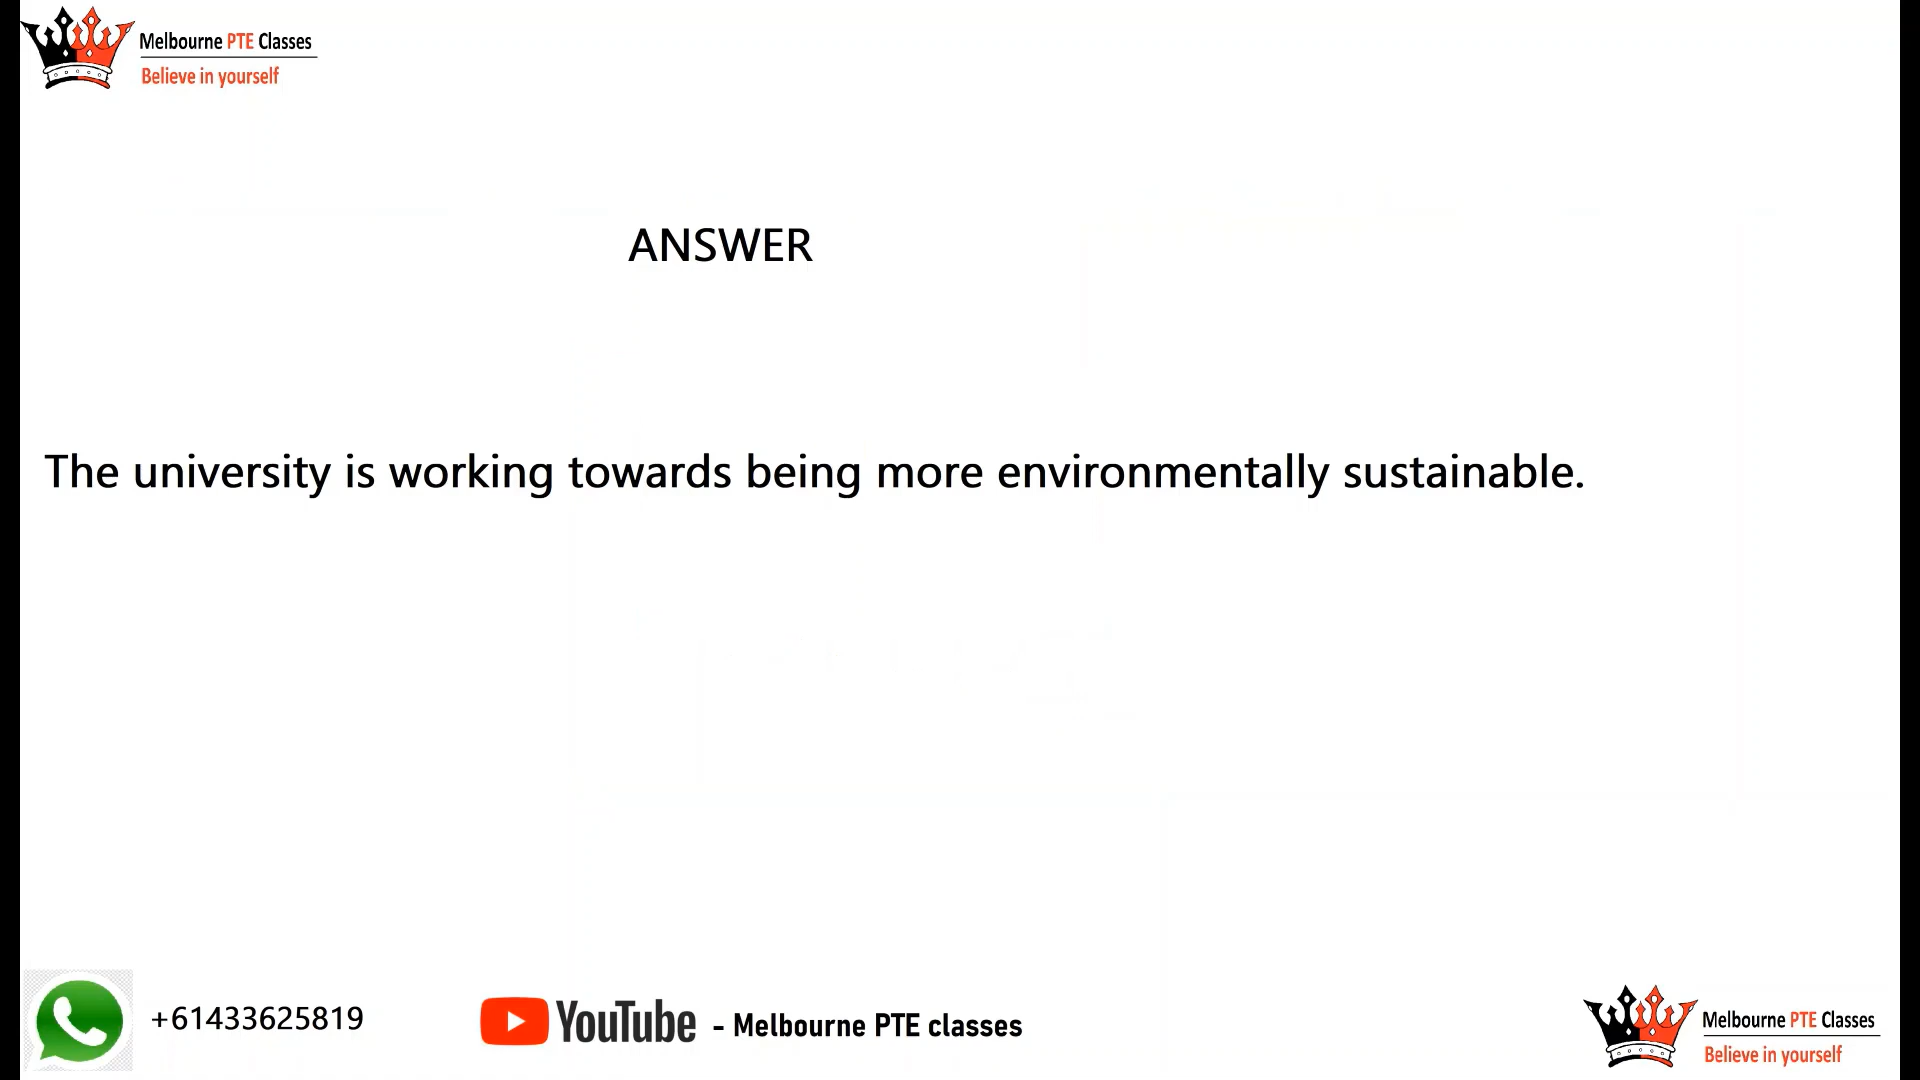 Melbourne PTE Classes
Believe in yourself
ANSWER
The university is working towards being more environmentally sustainable.
+61433625819
YouTube - Melbourne PTE classes
Melbourne PTE Classes
Believe in yourself